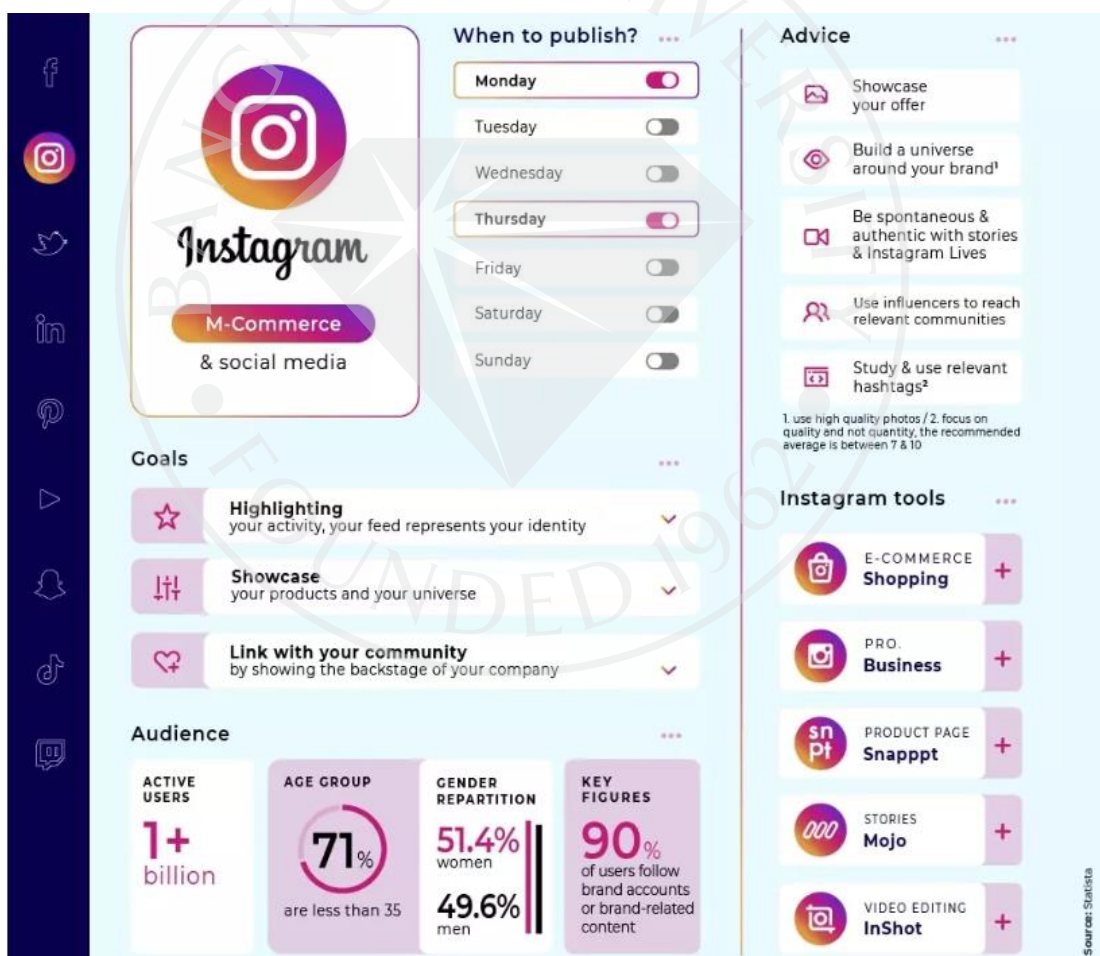 Instagram
M-Commerce
& social media
When to publish?
Monday
Tuesday
Wednesday
Thursday
Friday
Saturday
Sunday
Goals
Highlighting
your activity, your feed represents your identity
Showcase
your products and your universe
Link with your community
by showing the backstage of your company
Audience
ACTIVE
USERS
1+
billion
AGE GROUP
71%
are less than 35
GENDER
REPARTITION
51.4%
women
49.6%
men
KEY
FIGURES
90%
of users follow
brand accounts
or brand-related
content
Advice
Showcase
your offer
Build a universe
around your brand¹
Be spontaneous &
authentic with stories
& Instagram Lives
Use influencers to reach
relevant communities
Study & use relevant
hashtags²
1. use high quality photos / 2. focus on
quality and not quantity, the recommended
average is between 7 & 10
Instagram tools
E-COMMERCE
Shopping
PRO.
Business
sn
pt
PRODUCT PAGE
Snapppt
STORIES
Mojo
VIDEO EDITING
InShot
Source: Statista
BANGKOK UNIVERSITY
FOUNDED 1962